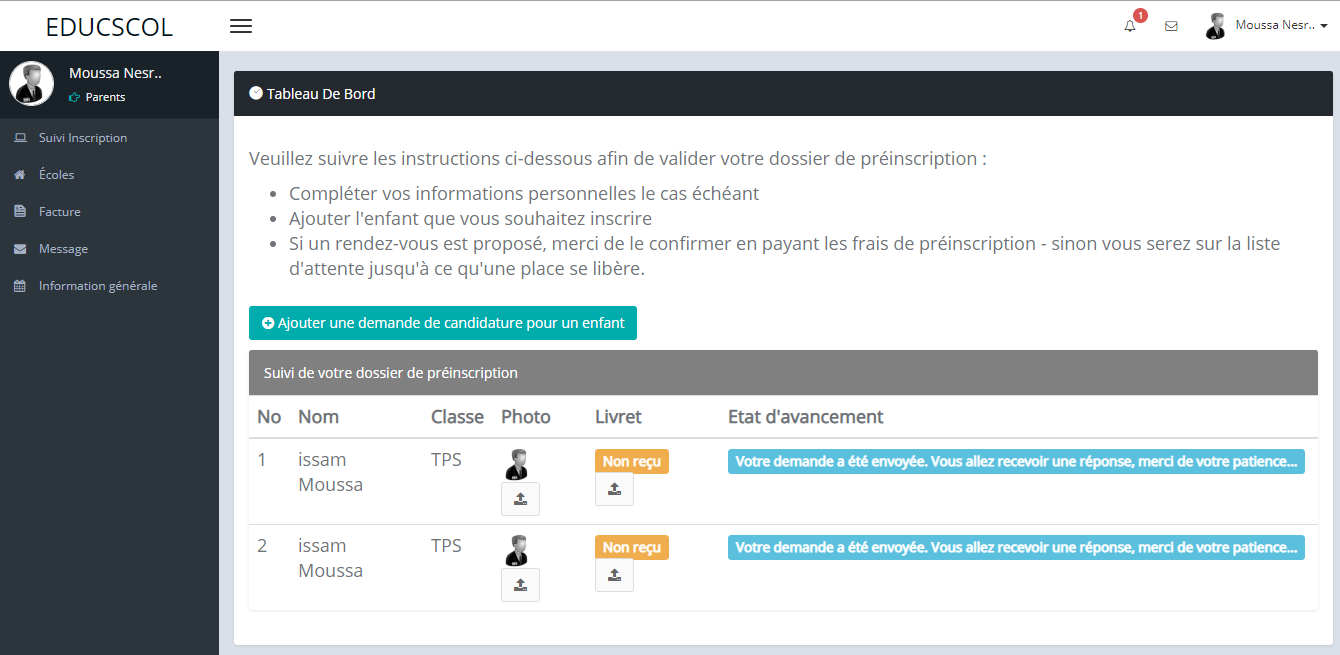 EDUCSCOL
1
Moussa Nesr..
Moussa Nesr..
Parents
Suivi Inscription
Écoles
Facture
Message
Information générale
Tableau De Bord
Veuillez suivre les instructions ci-dessous afin de valider votre dossier de préinscription :
Compléter vos informations personnelles le cas échéant
Ajouter l'enfant que vous souhaitez inscrire
Si un rendez-vous est proposé, merci de le confirmer en payant les frais de préinscription - sinon vous serez sur la liste
d'attente jusqu'à ce qu'une place se libère.
Ajouter une demande de candidature pour un enfant
Suivi de votre dossier de préinscription
No Nom Classe Photo Livret Etat d'avancement
1 issam TPS Non reçu Votre demande a été envoyée. Vous allez recevoir une réponse, merci de votre patience...
Moussa
2 issam TPS Non reçu Votre demande a été envoyée. Vous allez recevoir une réponse, merci de votre patience...
Moussa